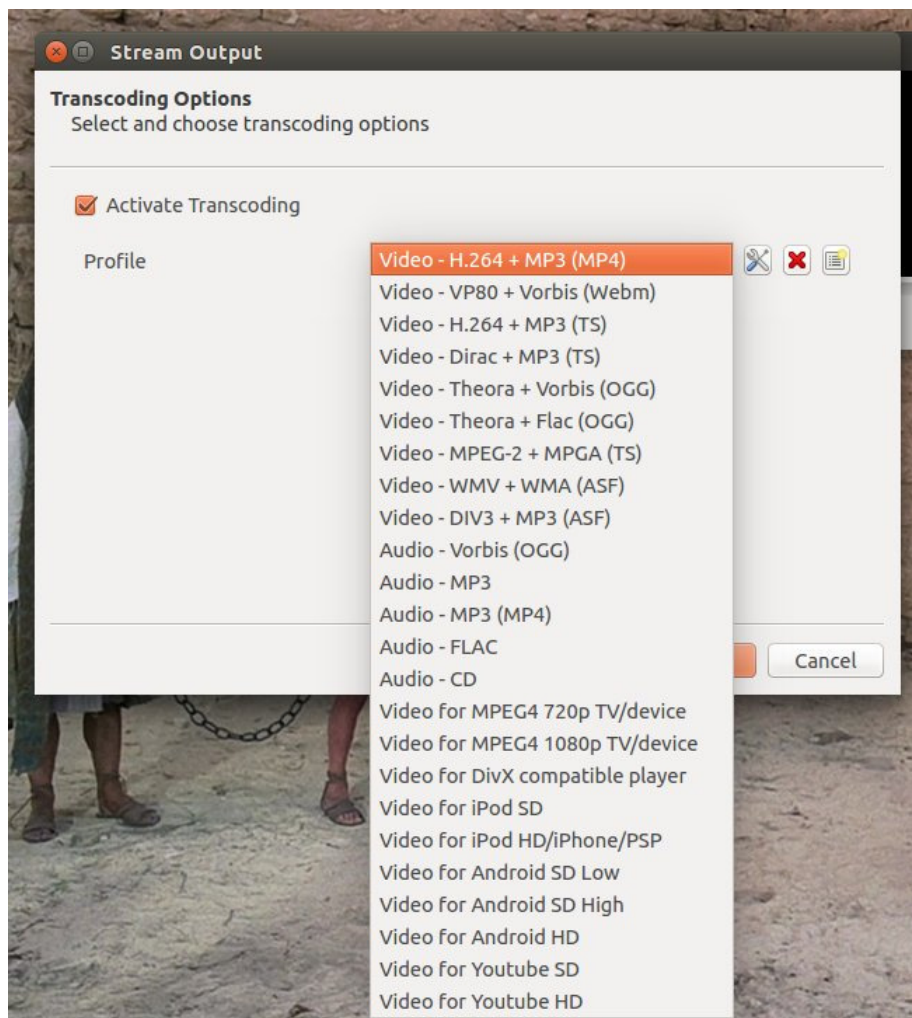 Stream Output
Transcoding Options
Select and choose transcoding options
Activate Transcoding
Profile
Video - H.264 + MP3 (MP4)
Video - VP80 + Vorbis (Webm)
Video - H.264 + MP3 (TS)
Video - Dirac + MP3 (TS)
Video - Theora + Vorbis (OGG)
Video - Theora + Flac (OGG)
Video - MPEG-2 + MPGA (TS)
Video - WMV + WMA (ASF)
Video - DIV3 + MP3 (ASF)
Audio - Vorbis (OGG)
Audio - MP3
Audio - MP3 (MP4)
Audio - FLAC
Audio - CD
Video for MPEG4 720p TV/device
Video for MPEG4 1080p TV/device
Video for DivX compatible player
Video for iPod SD
Video for iPod HD/iPhone/PSP
Video for Android SD Low
Video for Android SD High
Video for Android HD
Video for Youtube SD
Video for Youtube HD
Cancel